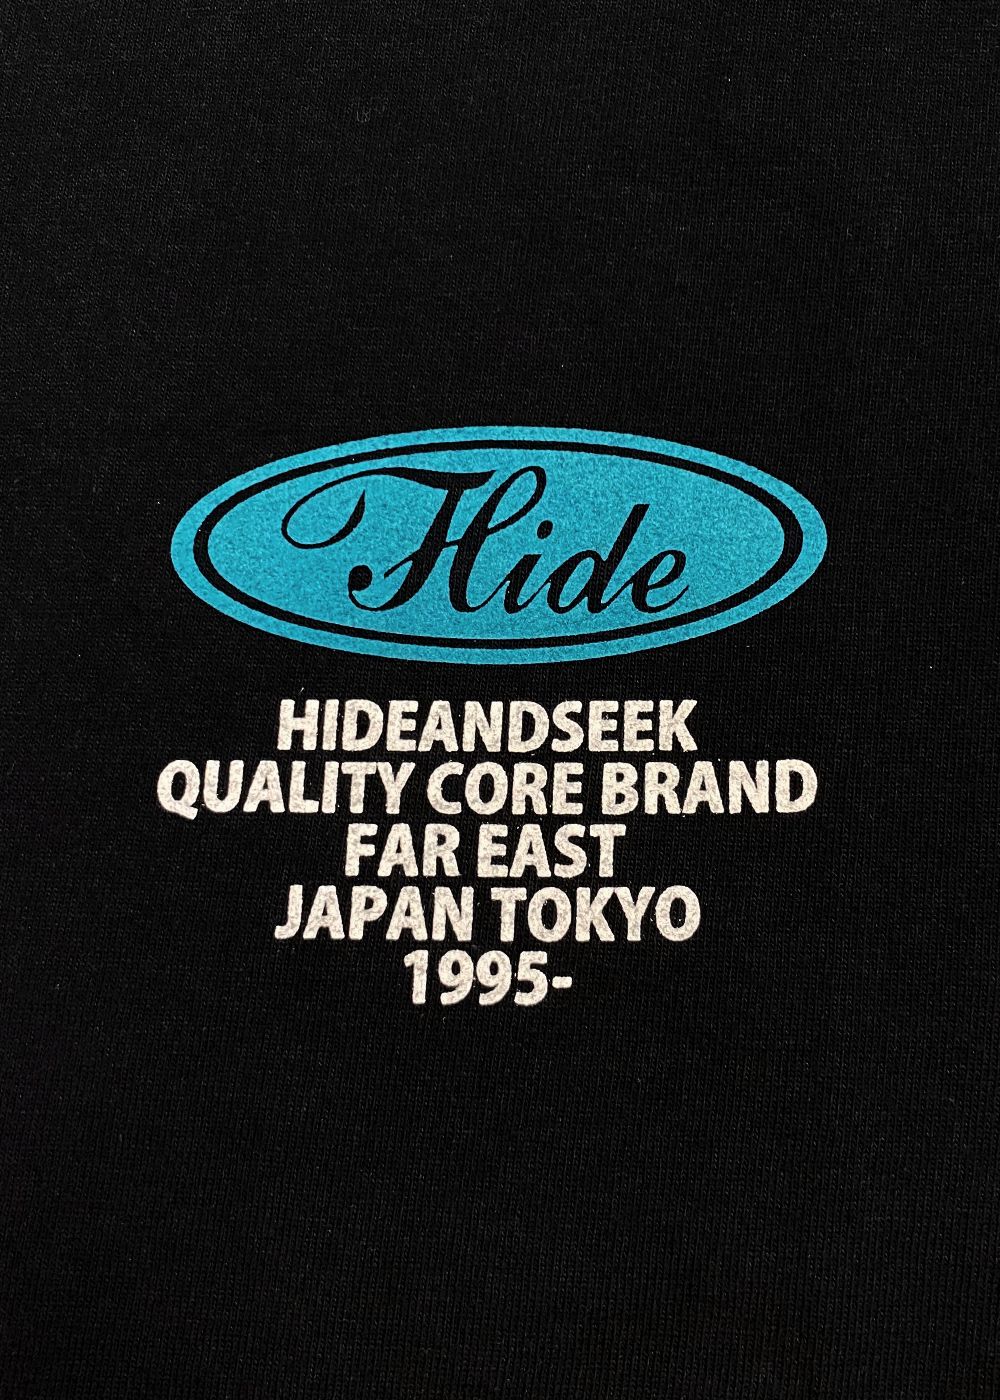 Hide
HIDEANDSEEK
QUALITY CORE BRAND
FAR EAST
JAPAN TOKYO
1995-